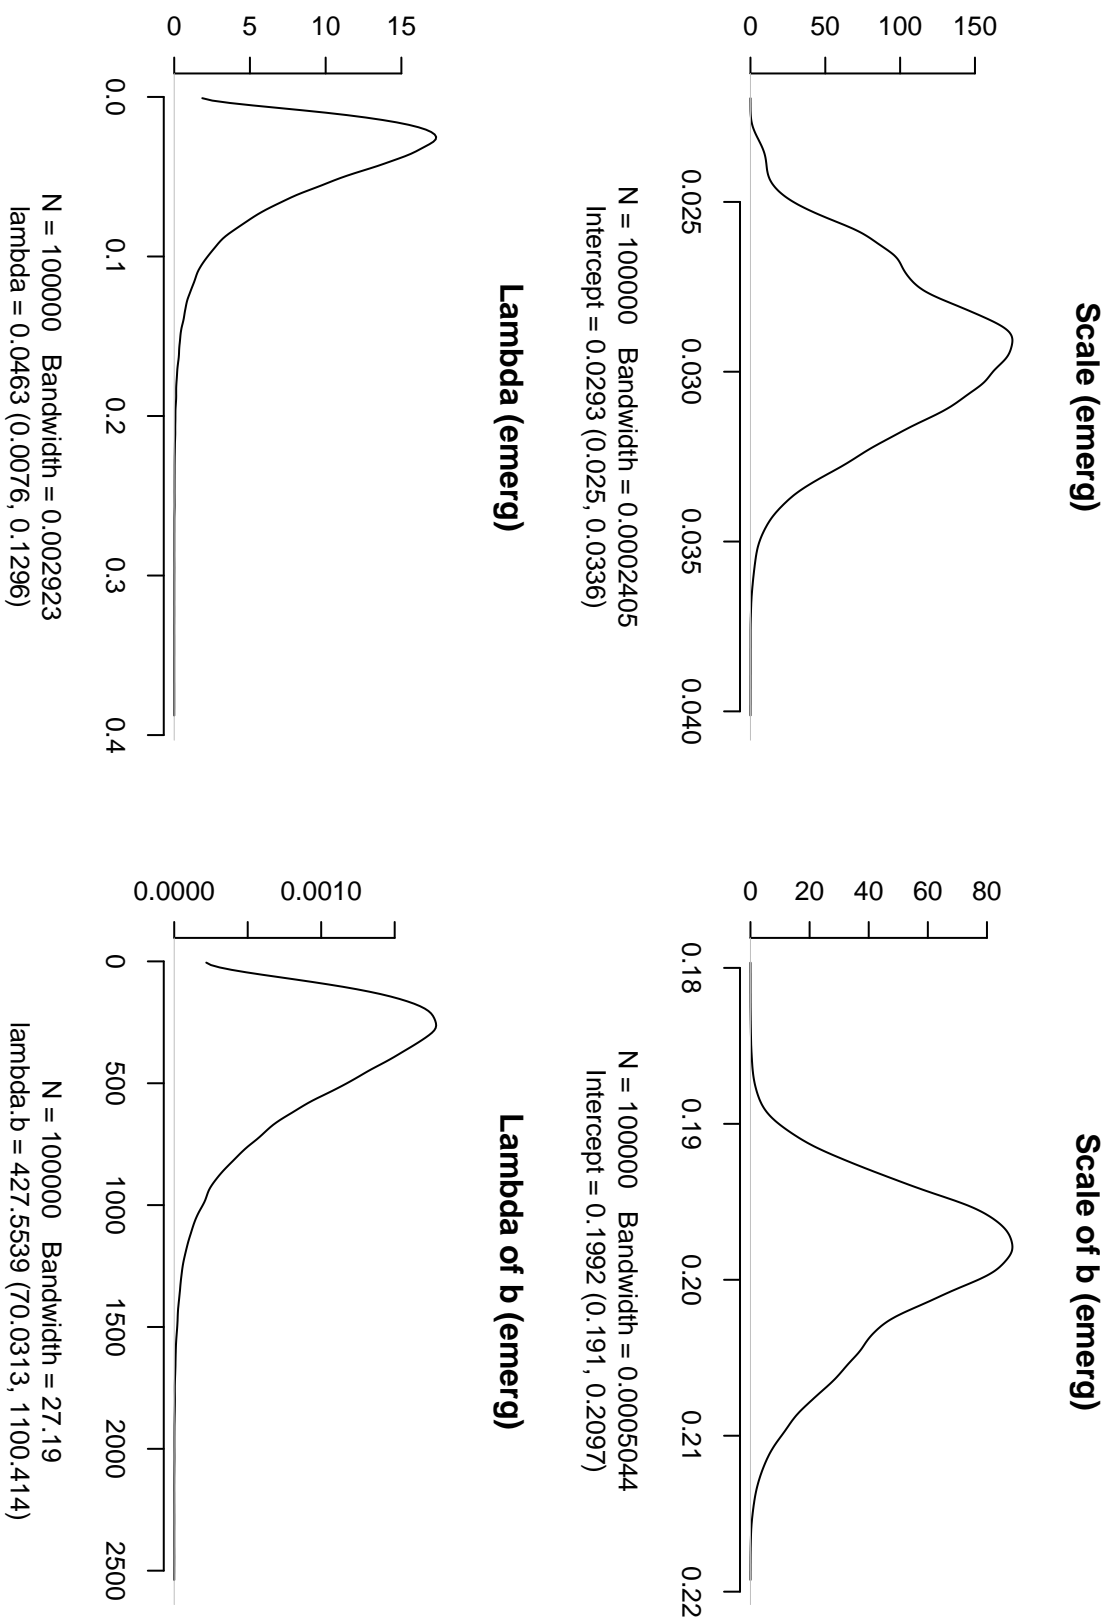 Scale (emerg)
0 50 100 150
0.025 0.030 0.035 0.040
N = 100000 Bandwidth = 0.0002405
Intercept = 0.0293 (0.025, 0.0336)
Scale of b (emerg)
0 20 40 60 80
0.18 0.19 0.20 0.21 0.22
N = 100000 Bandwidth = 0.0005044
Intercept = 0.1992 (0.191, 0.2097)
Lambda (emerg)
0 5 10 15
0.0 0.1 0.2 0.3 0.4
N = 100000 Bandwidth = 0.002923
lambda = 0.0463 (0.0076, 0.1296)
Lambda of b (emerg)
0.0000 0.0010
0 500 1000 1500 2000 2500
N = 100000 Bandwidth = 27.19
lambda.b = 427.5539 (70.0313, 1100.414)